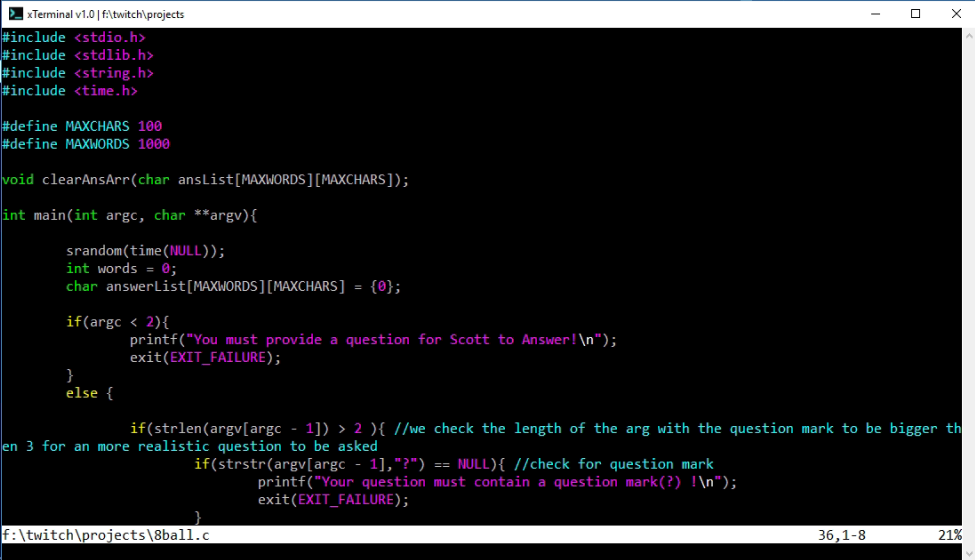 xTerminal v1.0 | f:\twitch\projects
#include <stdio.h>
#include <stdlib.h>
#include <string.h>
#include <time.h>
#define MAXCHARS 100
#define MAXWORDS 1000
void clearAnsArr(char ansList[MAXWORDS][MAXCHARS]);
int main(int argc, char **argv){
srandom(time(NULL));
int words = 0;
char answerList[MAXWORDS][MAXCHARS] = {0};
if(argc < 2){
printf("You must provide a question for Scott to Answer!\n");
exit(EXIT_FAILURE);
}
else {
if(strlen(argv[argc - 1]) > 2 ){ //we check the length of the arg with the question mark to be bigger th
en 3 for an more realistic question to be asked
if(strstr(argv[argc - 1],"?") == NULL){ //check for question mark
printf("Your question must contain a question mark(?) !\n");
exit(EXIT_FAILURE);
}
f:\twitch\projects\8ball.c 36,1-8 21%